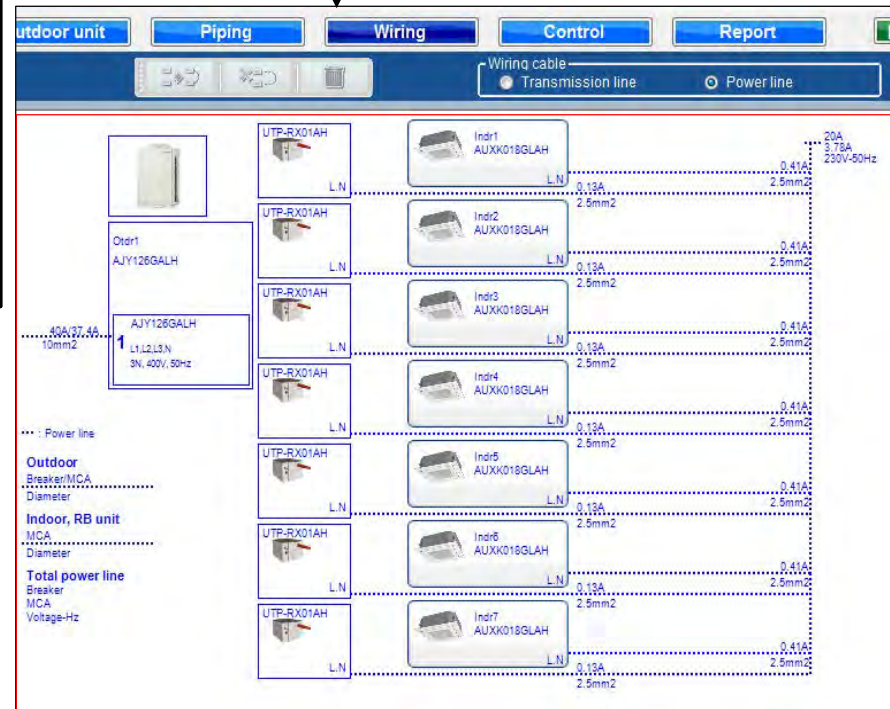 utdoor unit
Piping
Wiring
Control
Report
Wiring cable
Transmission line
Power line
UTP-RX01AH
L.N
Indr1
AUXK018GLAH
L.N
0.13A
2.5mm2
0.41A
2.5mm2
20A
3.78A
230V-50Hz
UTP-RX01AH
L.N
Indr2
AUXK018GLAH
L.N
0.13A
2.5mm2
0.41A
2.5mm2
Otdr1
AJY126GALH
AJY126GALH
1
L1,L2,L3,N
3N, 400V, 50Hz
40A/37.4A
10mm2
UTP-RX01AH
L.N
Indr3
AUXK018GLAH
L.N
0.13A
2.5mm2
0.41A
2.5mm2
UTP-RX01AH
L.N
Indr4
AUXK018GLAH
L.N
0.13A
2.5mm2
0.41A
2.5mm2
: Power line
Outdoor
Breaker/MCA
Diameter
Indoor, RB unit
MCA
Diameter
Total power line
Breaker
MCA
Voltage-Hz
UTP-RX01AH
L.N
Indr5
AUXK018GLAH
L.N
0.13A
2.5mm2
0.41A
2.5mm2
UTP-RX01AH
L.N
Indr6
AUXK018GLAH
L.N
0.13A
2.5mm2
0.41A
2.5mm2
UTP-RX01AH
L.N
Indr7
AUXK018GLAH
L.N
0.13A
2.5mm2
0.41A
2.5mm2